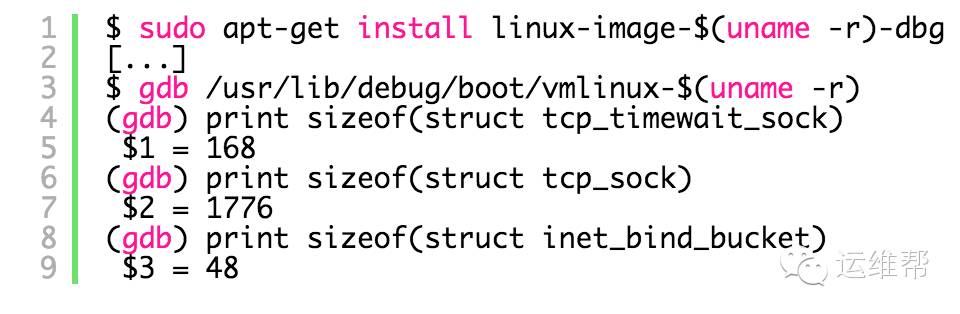 1 $ sudo apt-get install linux-image-$(uname -r)-dbg
2 [...]
3 $ gdb /usr/lib/debug/boot/vmlinux-$(uname -r)
4 (gdb) print sizeof(struct tcp_timewait_sock)
5  $1 = 168
6 (gdb) print sizeof(struct tcp_sock)
7  $2 = 1776
8 (gdb) print sizeof(struct inet_bind_bucket)
9  $3 = 48
运维帮